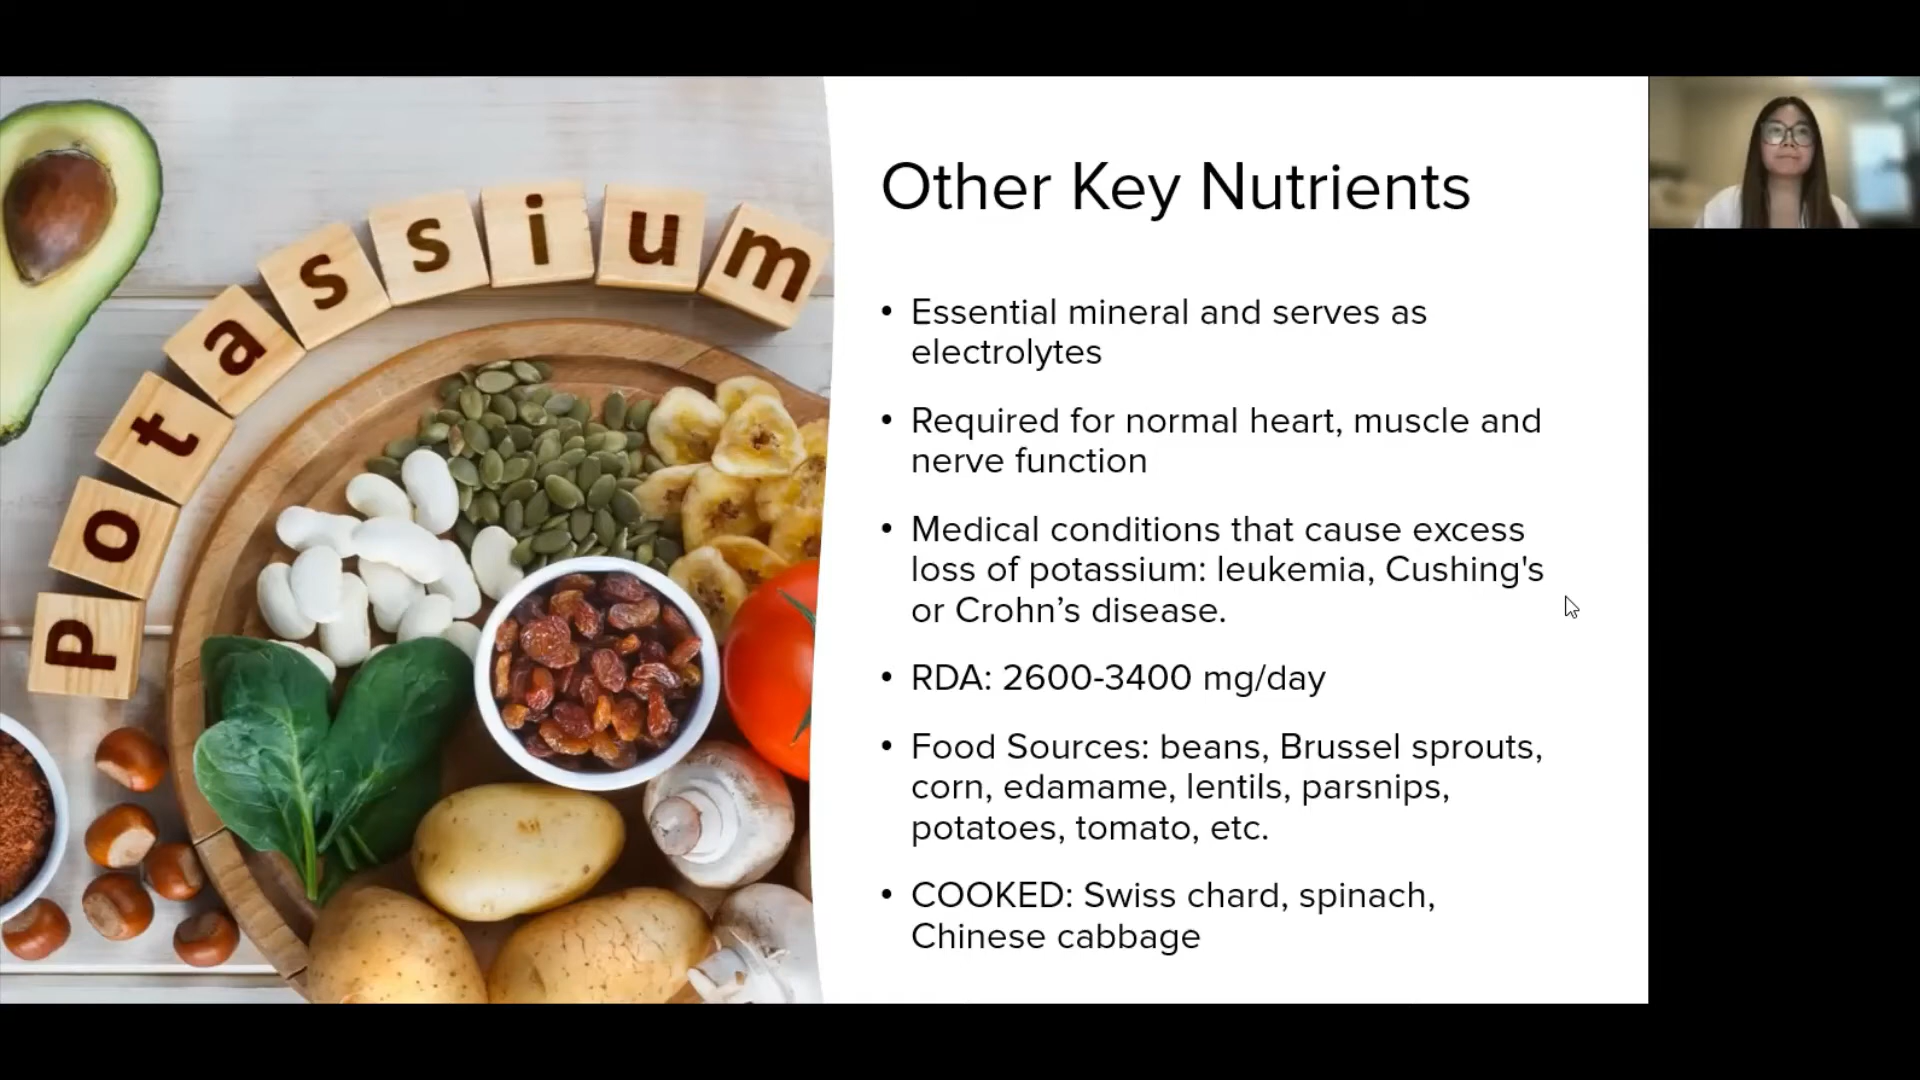 Potassium
Other Key Nutrients
• Essential mineral and serves as
electrolytes
• Required for normal heart, muscle and
nerve function
• Medical conditions that cause excess
loss of potassium: leukemia, Cushing's
or Crohn’s disease.
• RDA: 2600-3400 mg/day
• Food Sources: beans, Brussel sprouts,
corn, edamame, lentils, parsnips,
potatoes, tomato, etc.
• COOKED: Swiss chard, spinach,
Chinese cabbage